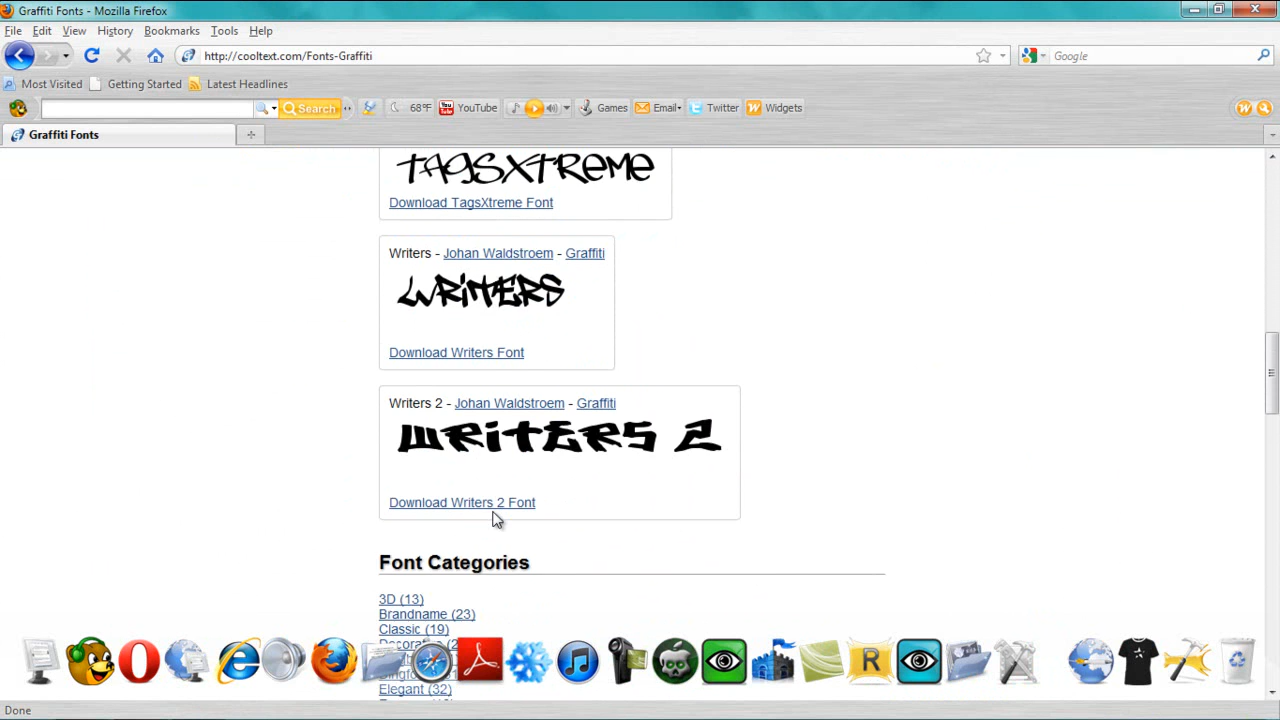 Graffiti Fonts - Mozilla Firefox
File Edit View History Bookmarks Tools Help
http://cooltext.com/Fonts-Graffiti
Google
Most Visited Getting Started Latest Headlines
Search 68°F YouTube Games Email Twitter Widgets
Graffiti Fonts
TAGSXTREME
Download TagsXtreme Font
Writers - Johan Waldstroem - Graffiti
WRITERS
Download Writers Font
Writers 2 - Johan Waldstroem - Graffiti
WRITERS 2
Download Writers 2 Font
Font Categories
3D (13)
Brandname (23)
Classic (19)
Elegant (32)
Done